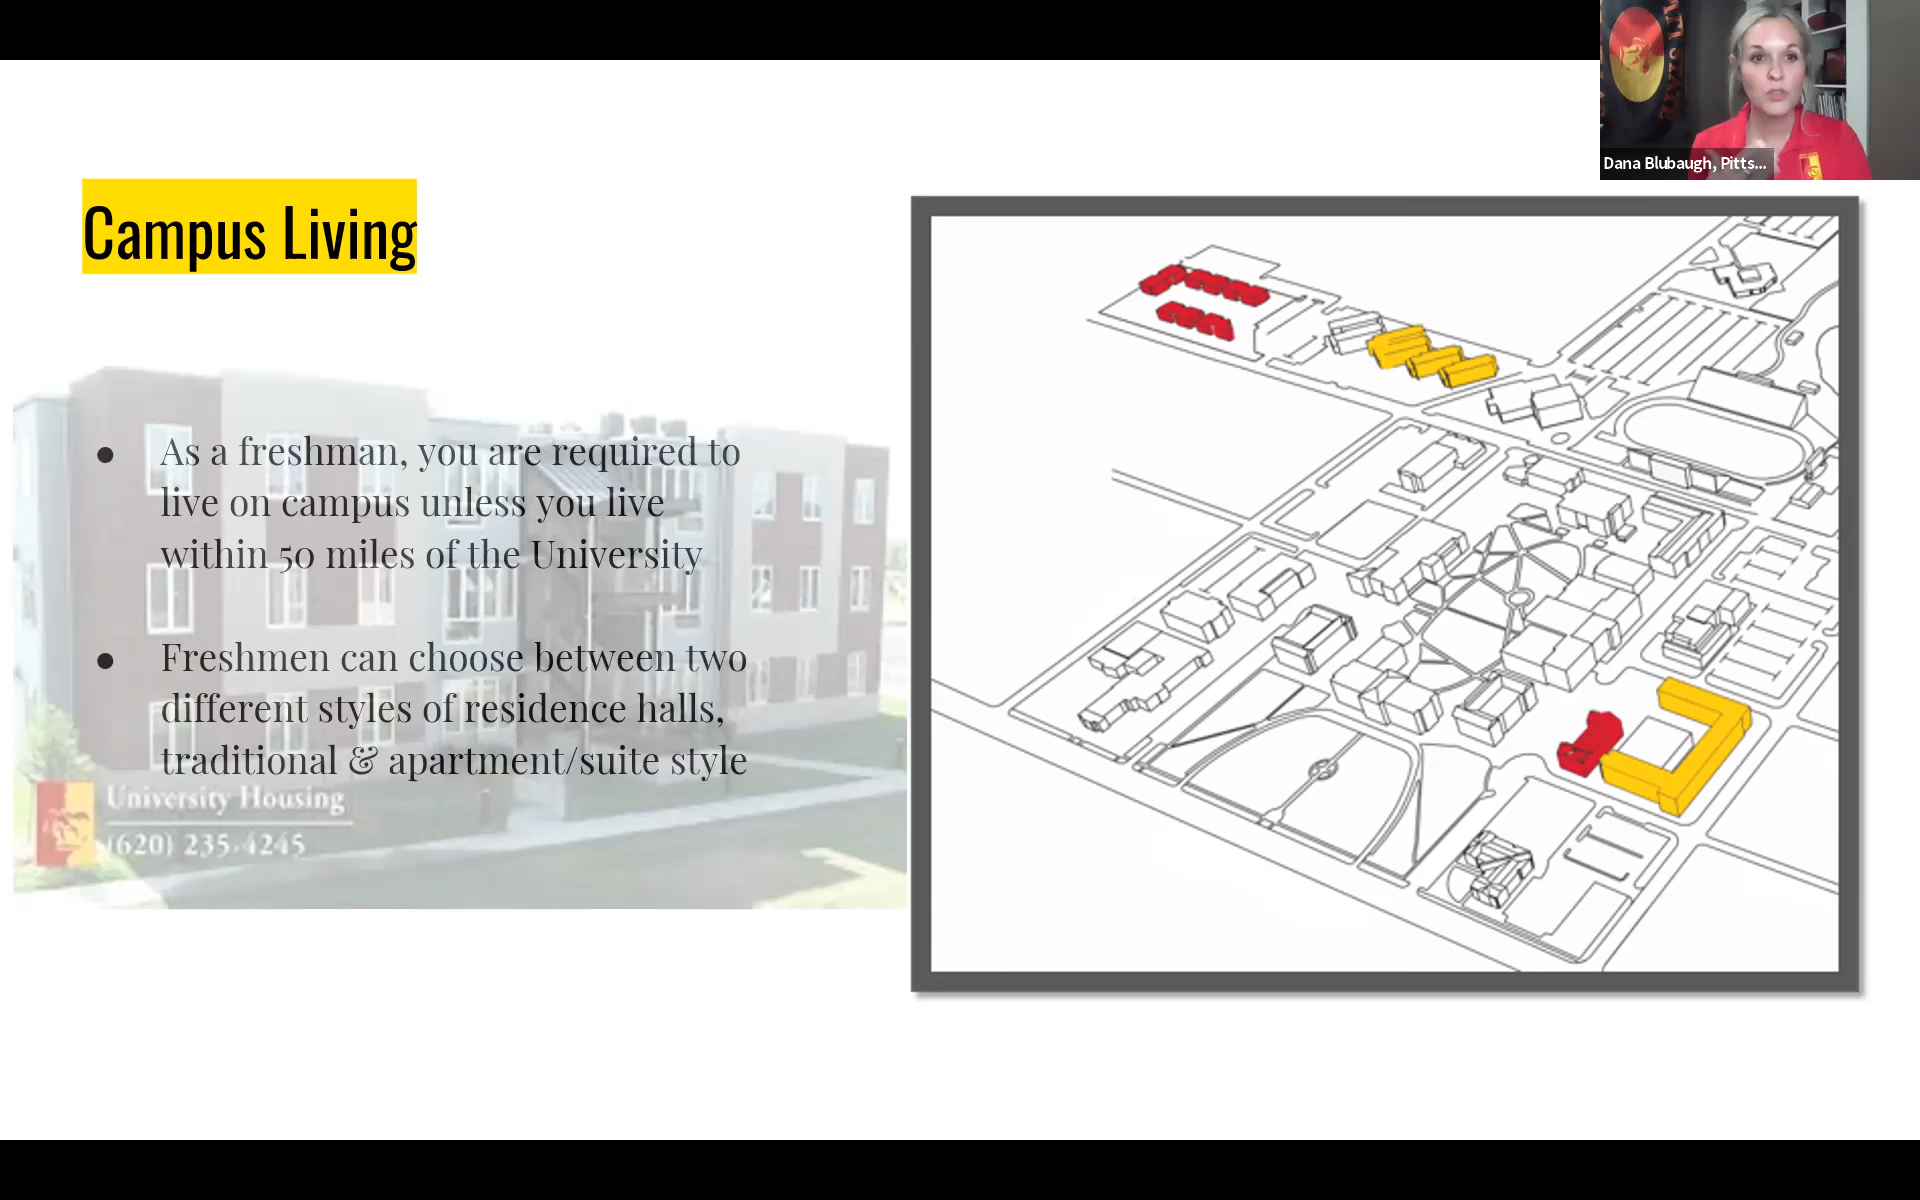 Dana Blubaugh, Pitts...
Campus Living
● As a freshman, you are required to
live on campus unless you live
within 50 miles of the University
● Freshmen can choose between two
different styles of residence halls,
traditional & apartment/suite style
University Housing
(620) 235-4245